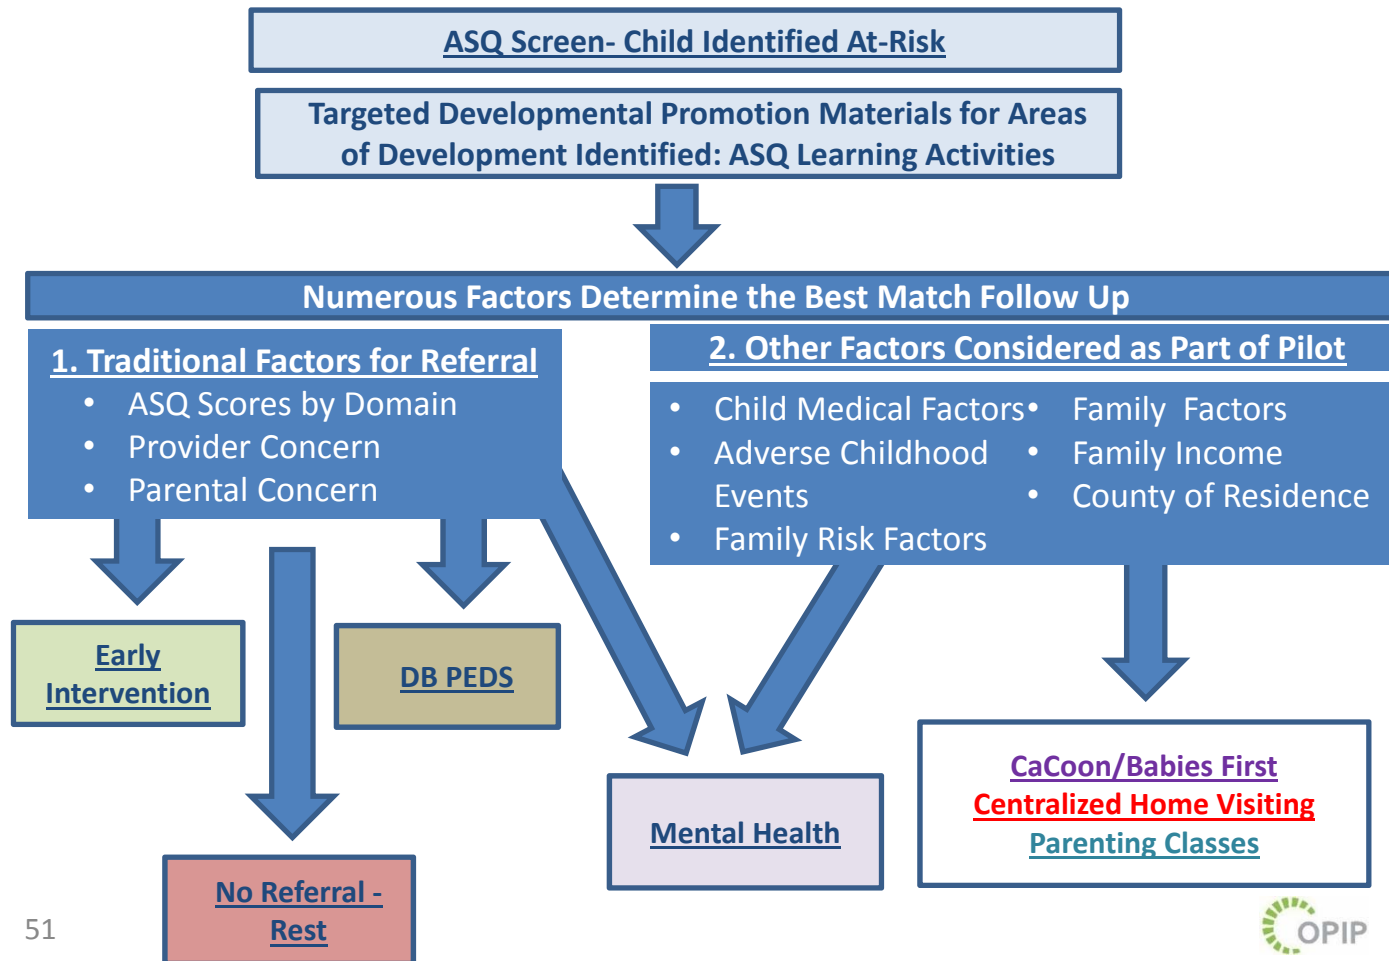 ASQ Screen- Child Identified At-Risk
Targeted Developmental Promotion Materials for Areas
of Development Identified: ASQ Learning Activities
Numerous Factors Determine the Best Match Follow Up
1. Traditional Factors for Referral
• ASQ Scores by Domain
• Provider Concern
• Parental Concern
2. Other Factors Considered as Part of Pilot
• Child Medical Factors
• Adverse Childhood
Events
• Family Risk Factors
• Family Factors
• Family Income
• County of Residence
Early
Intervention
DB PEDS
Mental Health
CaCoon/Babies First
Centralized Home Visiting
Parenting Classes
No Referral -
Rest
51
OPIP